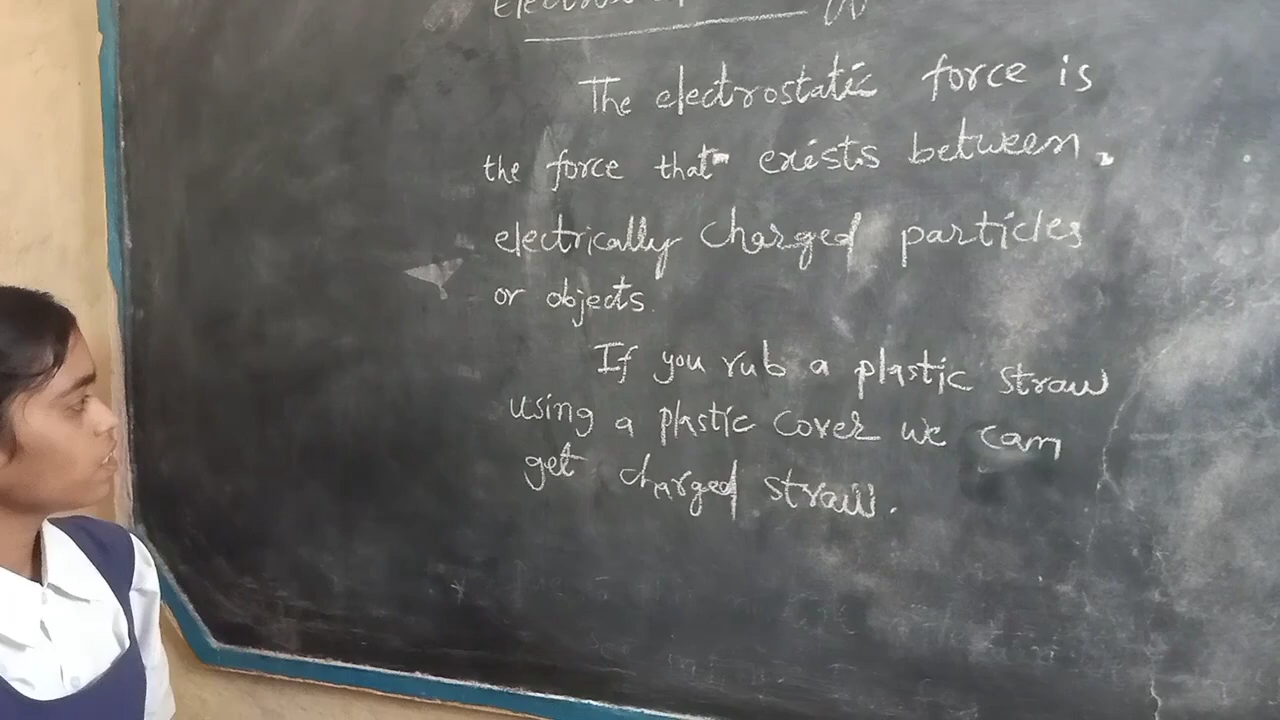 The electrostatic force is
the force that exists between
electrically charged particles
or objects.
If you rub a plastic straw
using a plastic cover we can
get charged straw.